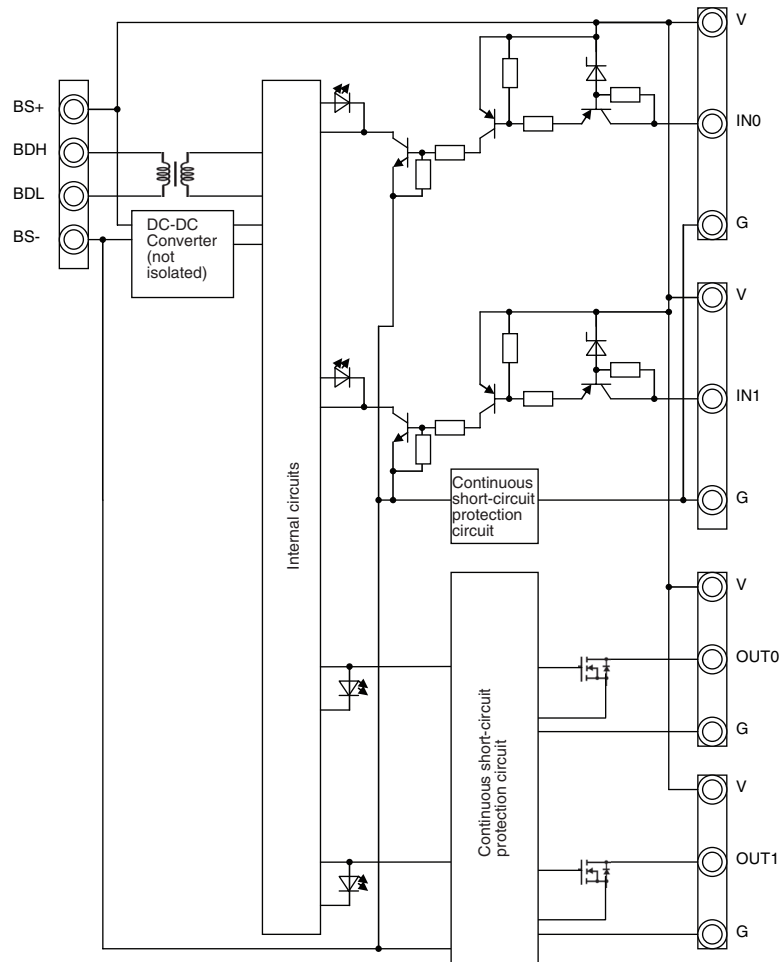 V
BS+
IN0
BDH
BDL
G
BS-
DC-DC
Converter
(not
isolated)
V
IN1
Continuous
short-circuit
protection
circuit
G
Internal circuits
V
OUT0
Continuous short-circuit
protection circuit
G
V
OUT1
G